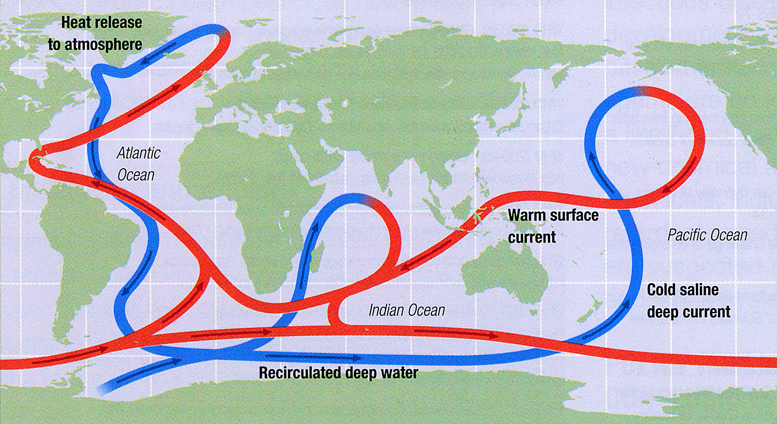 Heat release
to atmosphere
Atlantic
Ocean
Warm surface
current
Pacific Ocean
Cold saline
deep current
Indian Ocean
Recirculated deep water